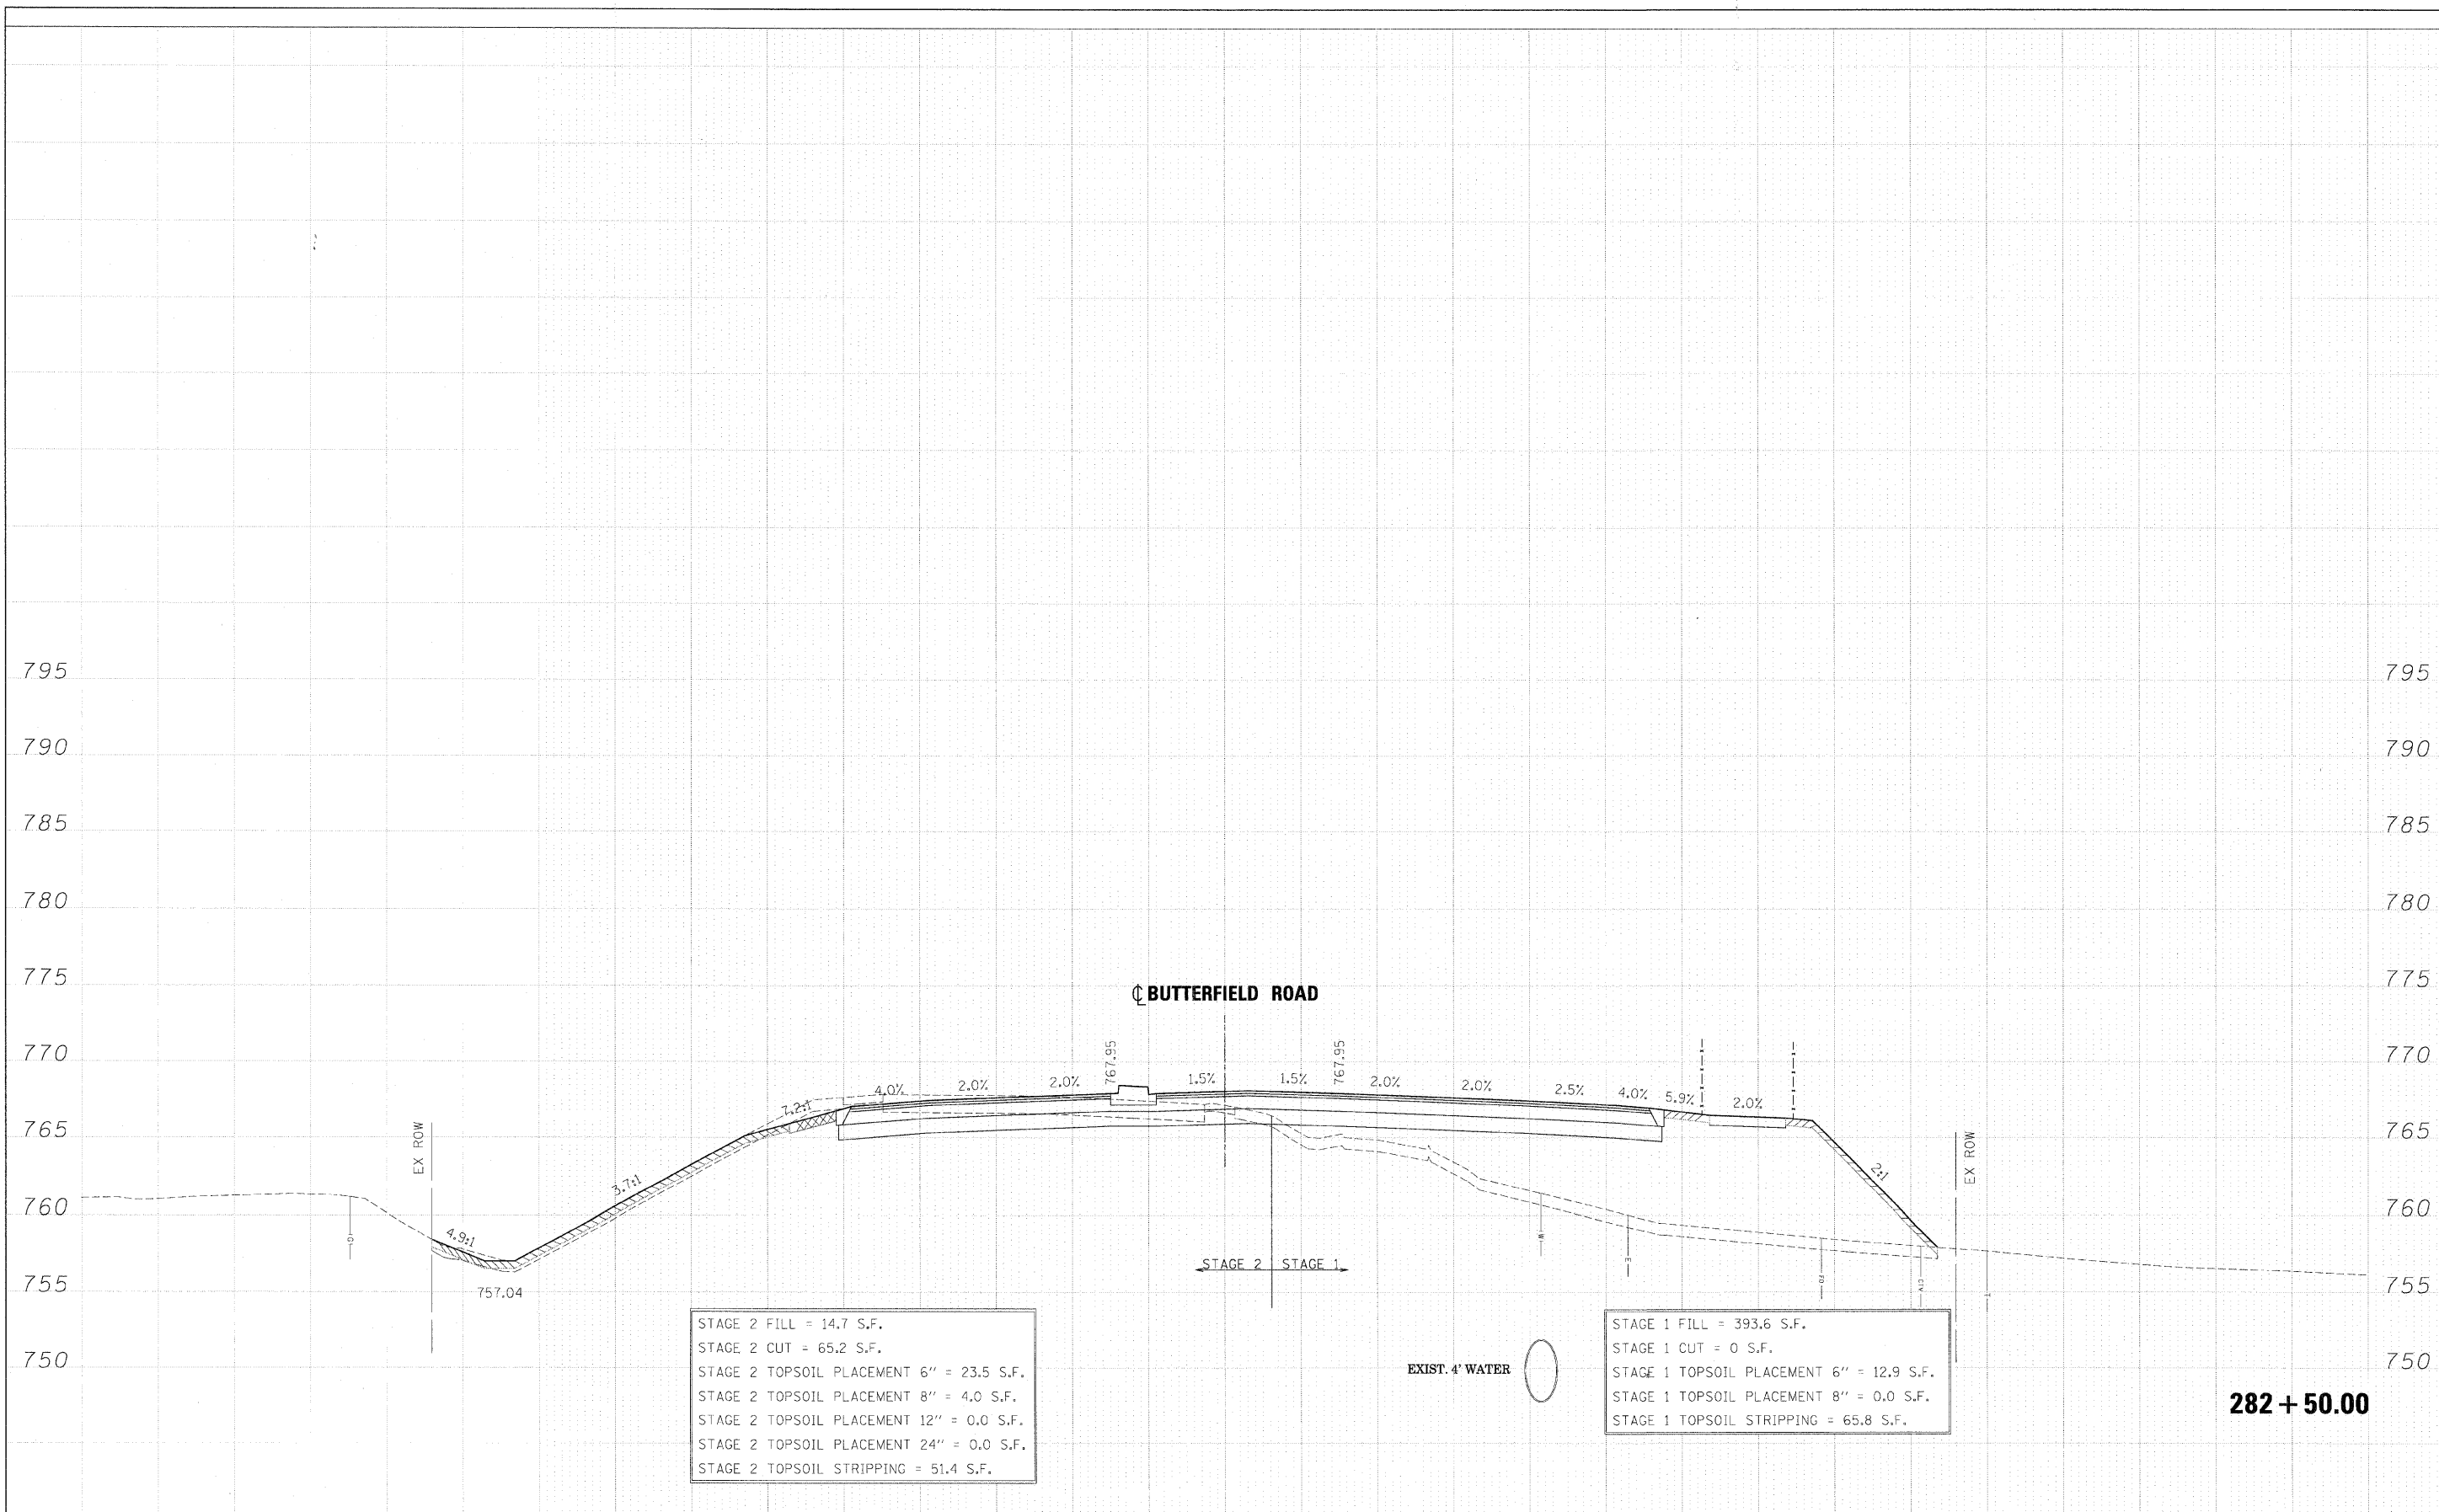 795 795
790 790
785 785
780 780
775 775
℄ BUTTERFIELD ROAD
770 767.95 767.95 770
7.2:1 4.0% 2.0% 2.0% 1.5% 1.5% 2.0% 2.0% 2.5% 4.0% 5.9% 2.0%
765 765
EX ROW EX ROW
3.7:1 2:1
760 760
4.9:1
-G- -W- -E- -FO- -T-
STAGE 2 STAGE 1
755 755
757.04
750 750
STAGE 2 FILL = 14.7 S.F.
STAGE 2 CUT = 65.2 S.F.
STAGE 2 TOPSOIL PLACEMENT 6" = 23.5 S.F.
STAGE 2 TOPSOIL PLACEMENT 8" = 4.0 S.F.
STAGE 2 TOPSOIL PLACEMENT 12" = 0.0 S.F.
STAGE 2 TOPSOIL PLACEMENT 24" = 0.0 S.F.
STAGE 2 TOPSOIL STRIPPING = 51.4 S.F.
EXIST. 4' WATER
STAGE 1 FILL = 393.6 S.F.
STAGE 1 CUT = 0 S.F.
STAGE 1 TOPSOIL PLACEMENT 6" = 12.9 S.F.
STAGE 1 TOPSOIL PLACEMENT 8" = 0.0 S.F.
STAGE 1 TOPSOIL STRIPPING = 65.8 S.F.
282+50.00